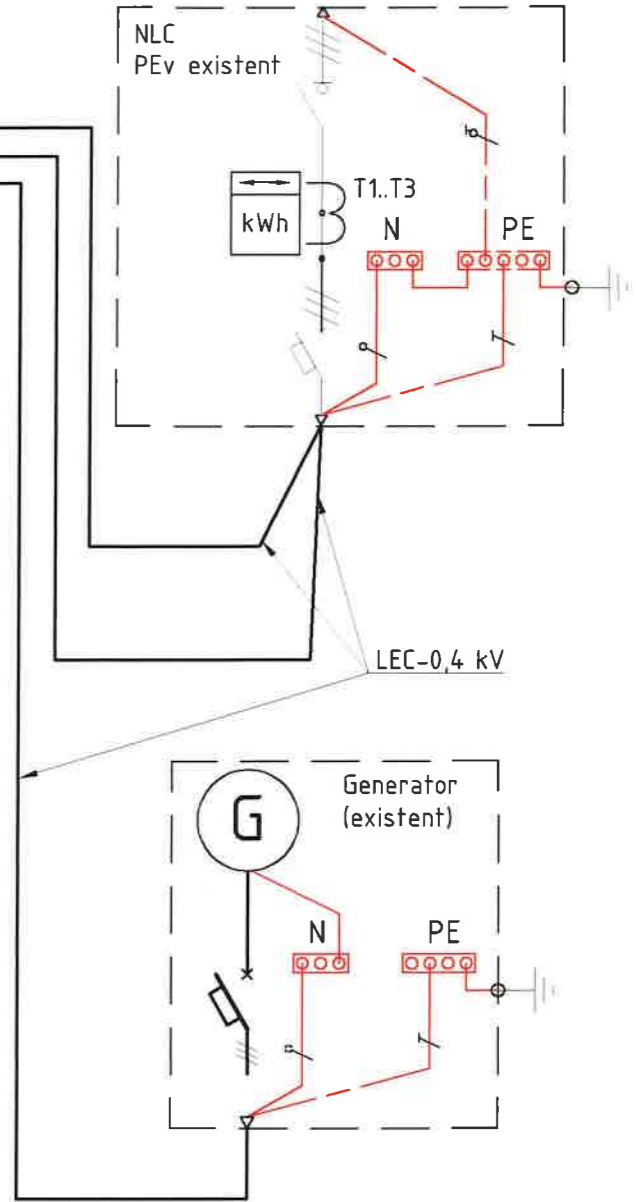 NLC
PEv existent
T1..T3
kWh
N
PE
LEC-0,4 kV
Generator
(existent)
G
N
PE